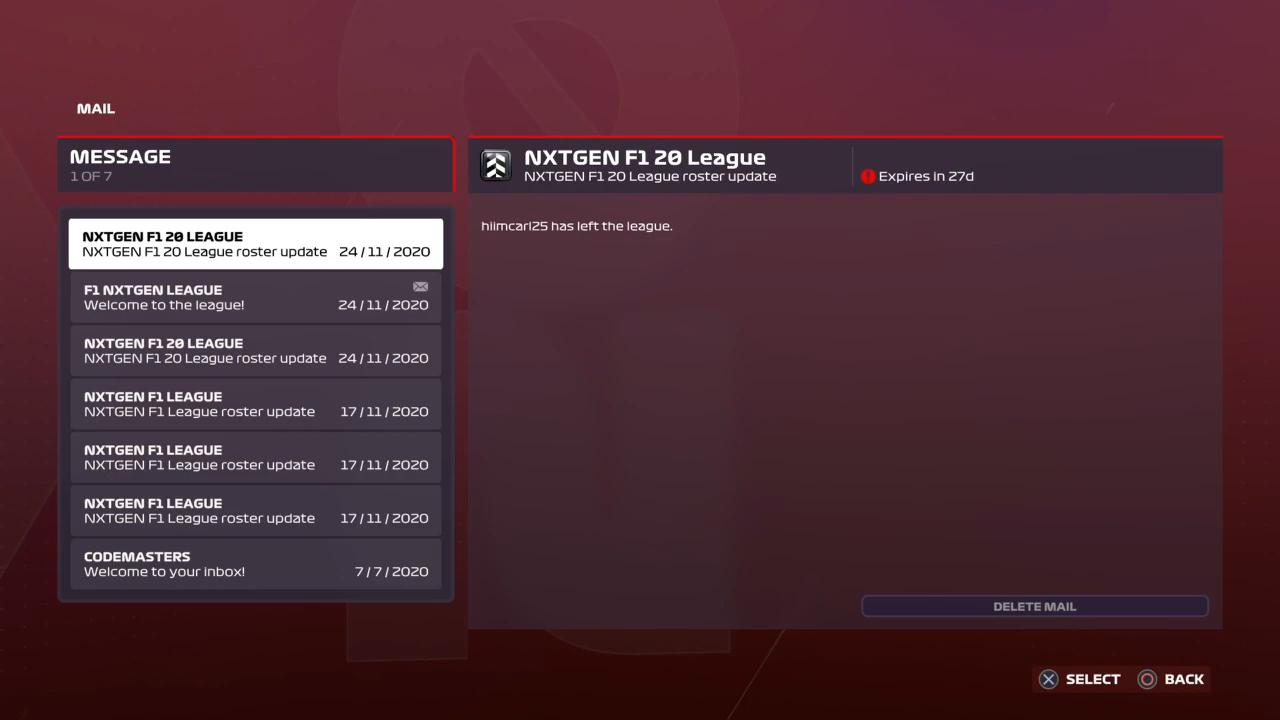 MAIL
MESSAGE
1 OF 7
NXTGEN F1 20 LEAGUE
NXTGEN F1 20 League roster update 24/11/2020
F1 NXTGEN LEAGUE
Welcome to the league! 24/11/2020
NXTGEN F1 20 LEAGUE
NXTGEN F1 20 League roster update 24/11/2020
NXTGEN F1 LEAGUE
NXTGEN F1 League roster update 17/11/2020
NXTGEN F1 LEAGUE
NXTGEN F1 League roster update 17/11/2020
NXTGEN F1 LEAGUE
NXTGEN F1 League roster update 17/11/2020
CODEMASTERS
Welcome to your inbox! 7/7/2020
NXTGEN F1 20 League
NXTGEN F1 20 League roster update
Expires in 27d
hiimcarl25 has left the league.
DELETE MAIL
SELECT BACK